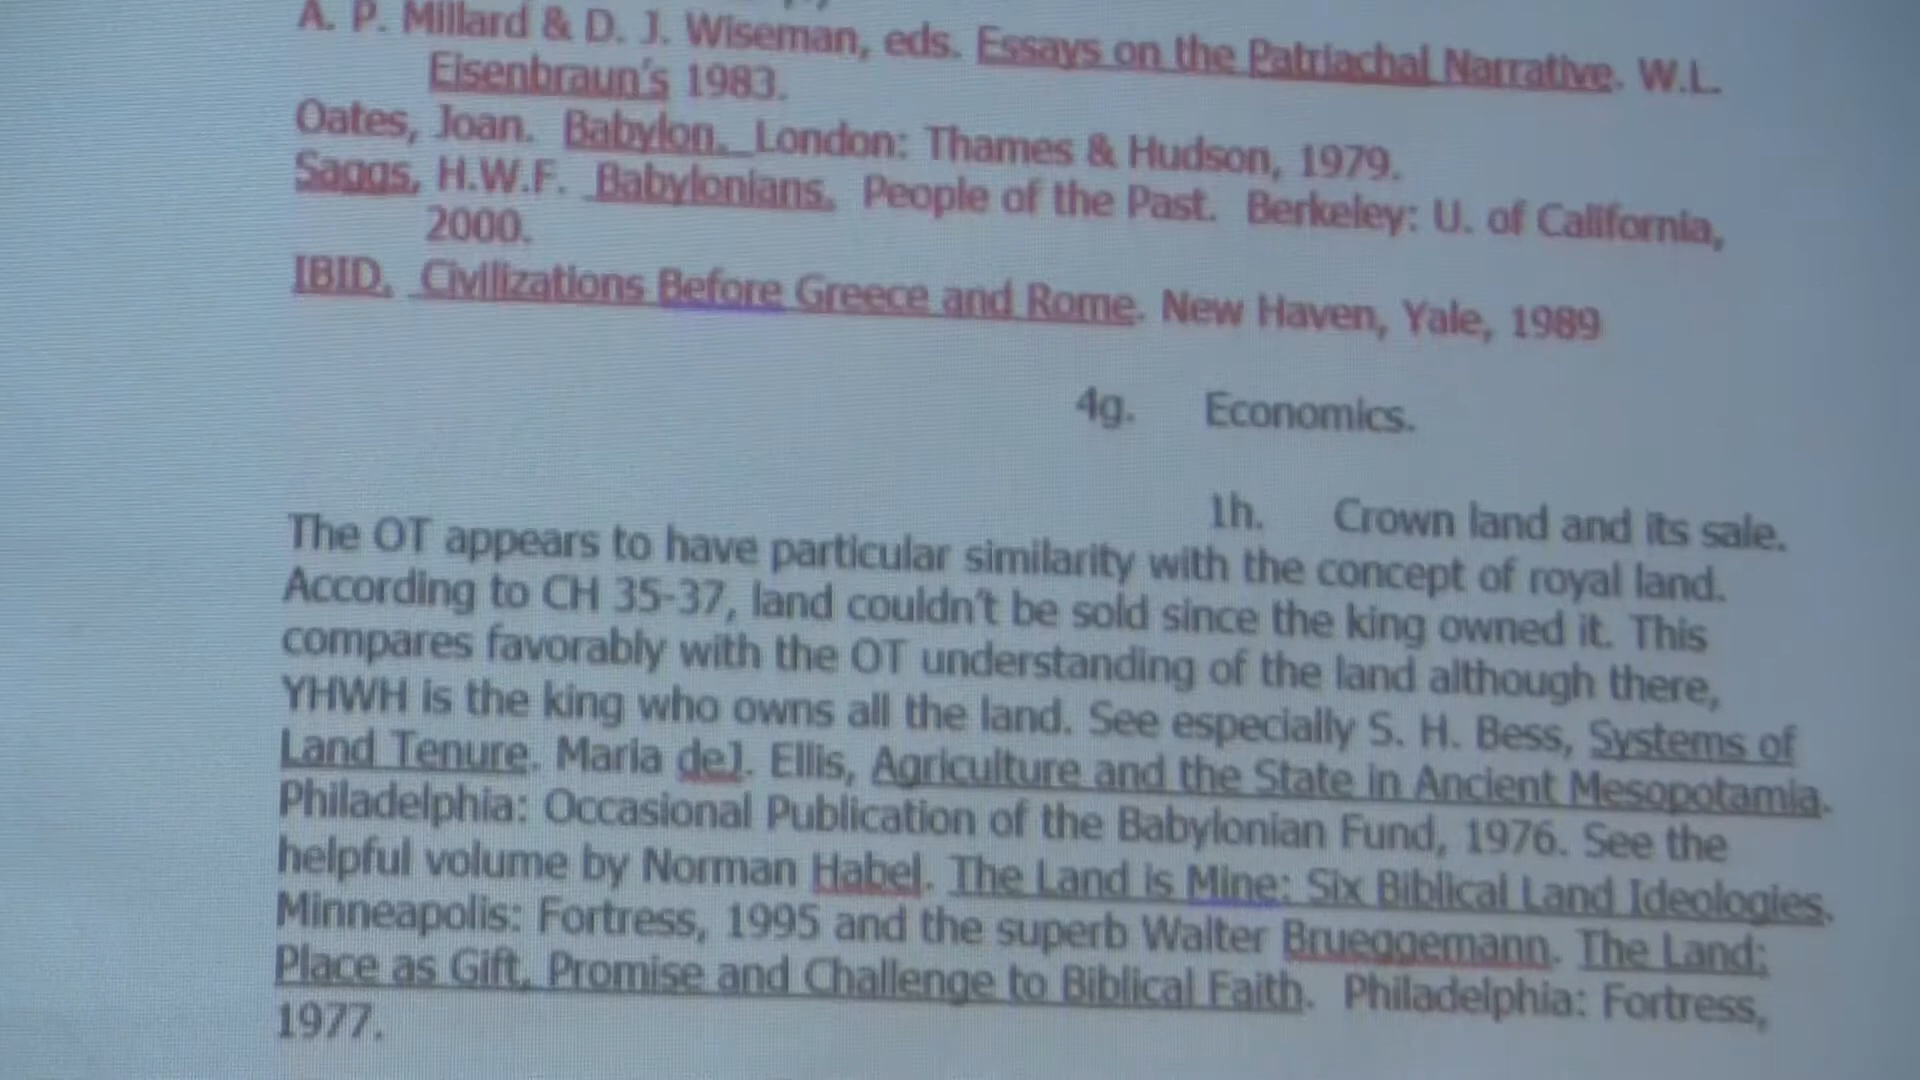 A. P. Millard & D. J. Wiseman, eds. Essays on the Patriachal Narrative. W.L.
Eisenbraun's 1983.
Oates, Joan. Babylon. London: Thames & Hudson, 1979.
Saggs, H.W.F. Babylonians. People of the Past. Berkeley: U. of California,
2000.
IBID. Civilizations Before Greece and Rome. New Haven, Yale, 1989
4g. Economics.
1h. Crown land and its sale.
The OT appears to have particular similarity with the concept of royal land.
According to CH 35-37, land couldn't be sold since the king owned it. This
compares favorably with the OT understanding of the land although there,
YHWH is the king who owns all the land. See especially S. H. Bess, Systems of
Land Tenure. Maria deJ. Ellis, Agriculture and the State in Ancient Mesopotamia.
Philadelphia: Occasional Publication of the Babylonian Fund, 1976. See the
helpful volume by Norman Habel. The Land is Mine: Six Biblical Land Ideologies.
Minneapolis: Fortress, 1995 and the superb Walter Brueggemann. The Land:
Place as Gift, Promise and Challenge to Biblical Faith. Philadelphia: Fortress,
1977.